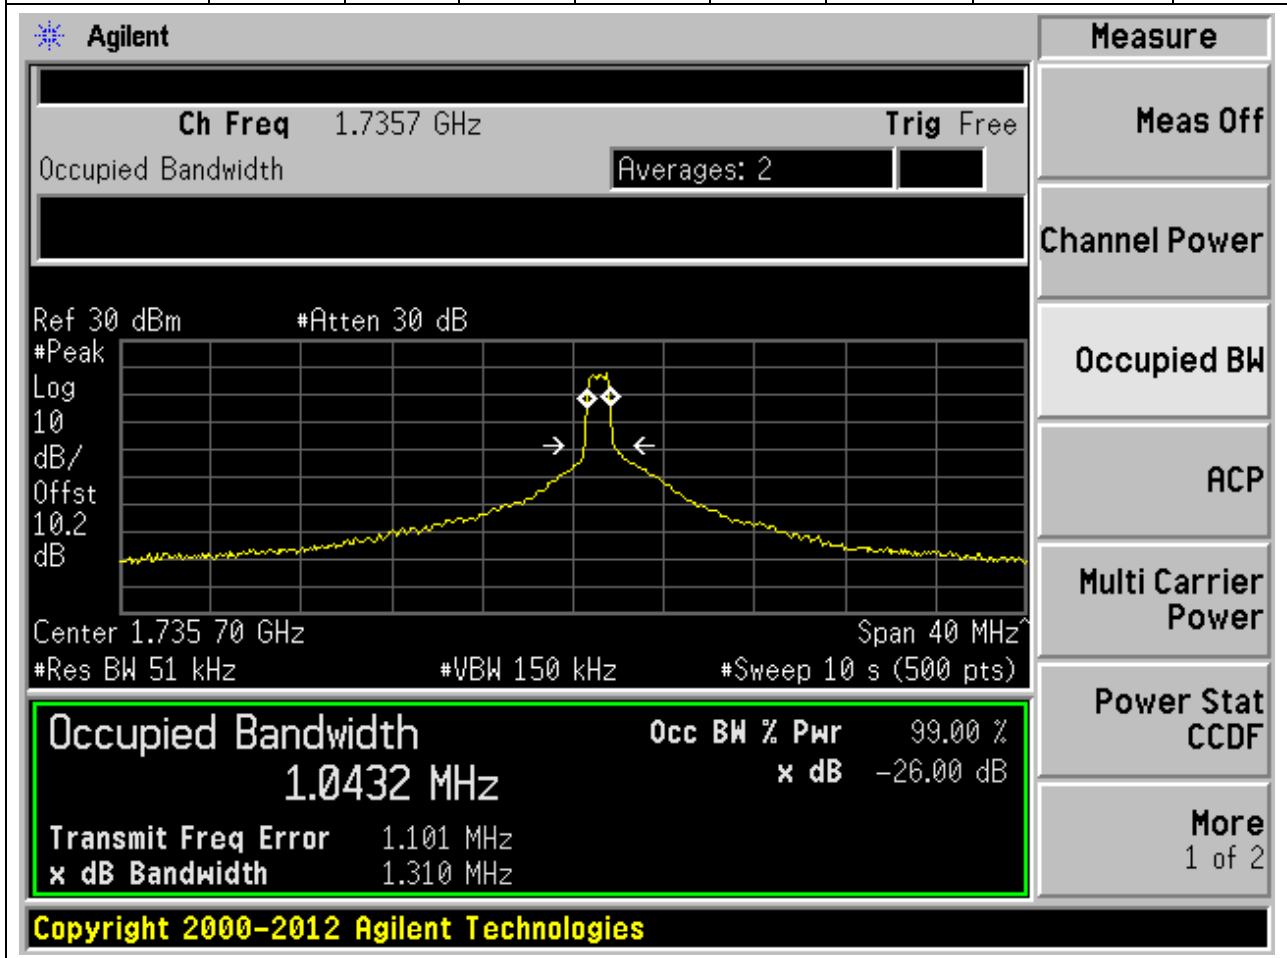 Agilent
Measure
Ch Freq 1.7357 GHz Trig Free
Meas Off
Occupied Bandwidth Averages: 2
Channel Power
Ref 30 dBm #Atten 30 dB
#Peak
Log
10
dB/
Offst
10.2
dB
Occupied BW
ACP
Center 1.735 70 GHz Span 40 MHz^
#Res BW 51 kHz #VBW 150 kHz #Sweep 10 s (500 pts)
Multi Carrier
Power
Occupied Bandwidth Occ BW % Pwr 99.00 %
1.0432 MHz x dB -26.00 dB
Transmit Freq Error 1.101 MHz
x dB Bandwidth 1.310 MHz
Power Stat
CCDF
More
1 of 2
Copyright 2000-2012 Agilent Technologies